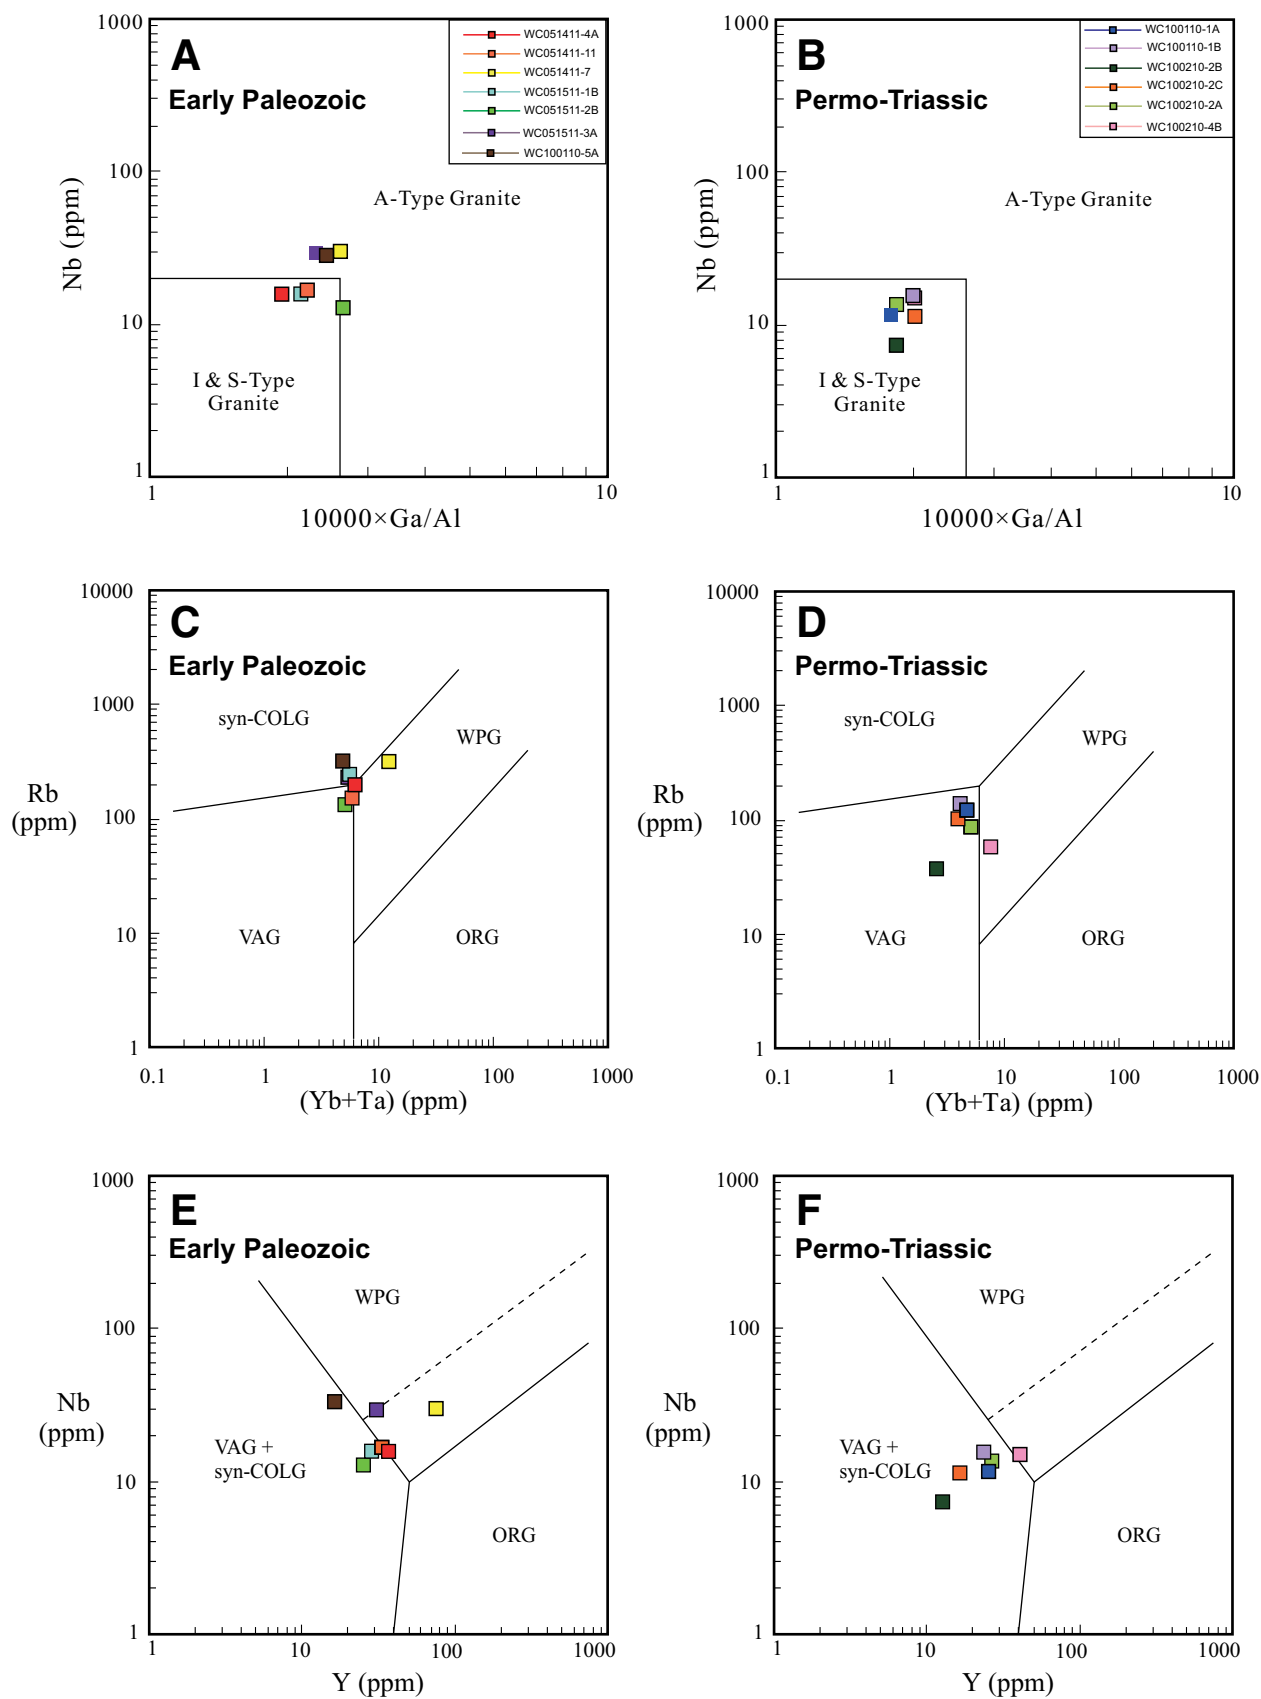 A
Early Paleozoic
WC051411-4A
WC051411-11
WC051411-7
WC051511-1B
WC051511-2B
WC051511-3A
WC100110-5A
A-Type Granite
I & S-Type
Granite
1000
100
10
1
Nb (ppm)
1
10
10000×Ga/Al
B
Permo-Triassic
WC100110-1A
WC100110-1B
WC100210-2B
WC100210-2C
WC100210-2A
WC100210-4B
A-Type Granite
I & S-Type
Granite
1000
100
10
1
Nb (ppm)
1
10
10000×Ga/Al
C
Early Paleozoic
syn-COLG
WPG
VAG
ORG
10000
1000
100
10
1
Rb
(ppm)
0.1
1
10
100
1000
(Yb+Ta) (ppm)
D
Permo-Triassic
syn-COLG
WPG
VAG
ORG
10000
1000
100
10
1
Rb
(ppm)
0.1
1
10
100
1000
(Yb+Ta) (ppm)
E
Early Paleozoic
WPG
VAG +
syn-COLG
ORG
1000
100
10
1
Nb
(ppm)
1
10
100
1000
Y (ppm)
F
Permo-Triassic
WPG
VAG +
syn-COLG
ORG
1000
100
10
1
Nb
(ppm)
1
10
100
1000
Y (ppm)